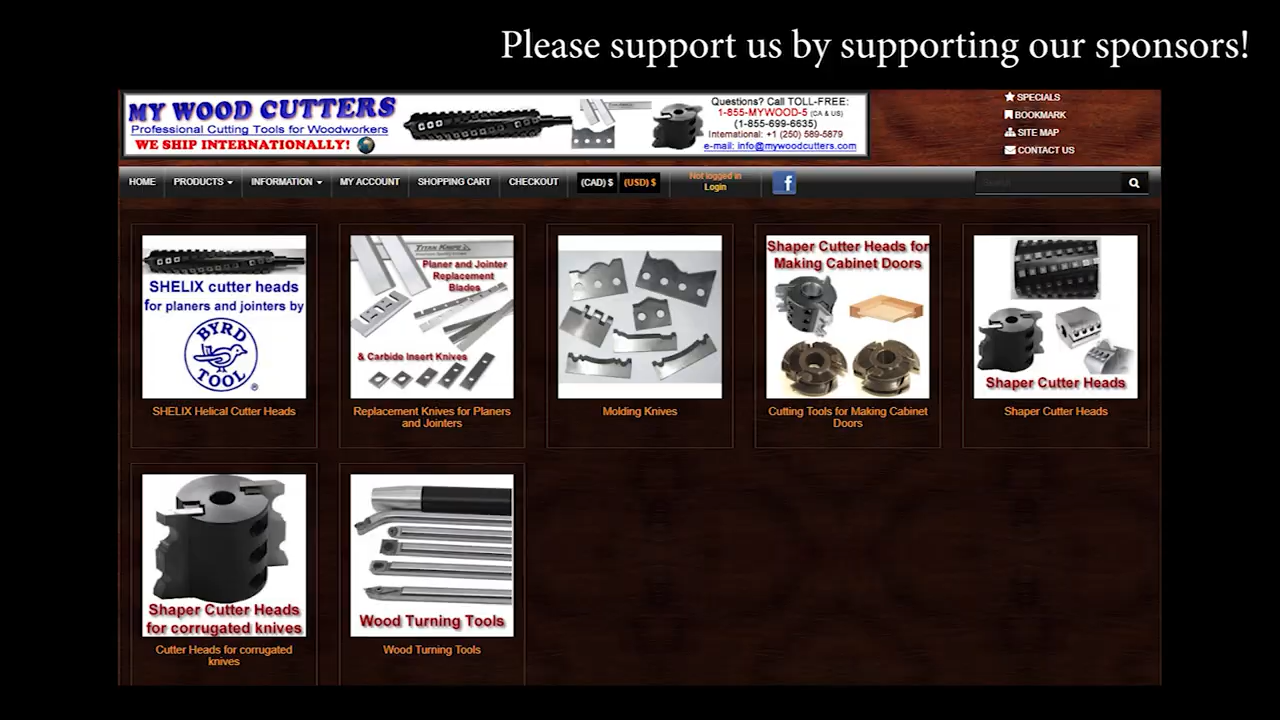 Please support us by supporting our sponsors!
MY WOOD CUTTERS
Professional Cutting Tools for Woodworkers
WE SHIP INTERNATIONALLY!
Questions? Call TOLL-FREE:
1-855-MYWOOD-5 (CA & US)
(1-855-699-6635)
International: +1 (250) 589-5879
e-mail: info@mywoodcutters.com
SPECIALS
BOOKMARK
SITE MAP
CONTACT US
HOME PRODUCTS INFORMATION MY ACCOUNT SHOPPING CART CHECKOUT (CAD) $ (USD) $
Not logged in
Login
f
SHELIX cutter heads
for planers and jointers by
BYRD
TOOL
®
SHELIX Helical Cutter Heads
Planer and Jointer
Replacement
Blades
& Carbide Insert Knives
Replacement Knives for Planers
and Jointers
Molding Knives
Shaper Cutter Heads for
Making Cabinet Doors
Cutting Tools for Making Cabinet
Doors
Shaper Cutter Heads
Shaper Cutter Heads
Shaper Cutter Heads
for corrugated knives
Cutter Heads for corrugated
knives
Wood Turning Tools
Wood Turning Tools